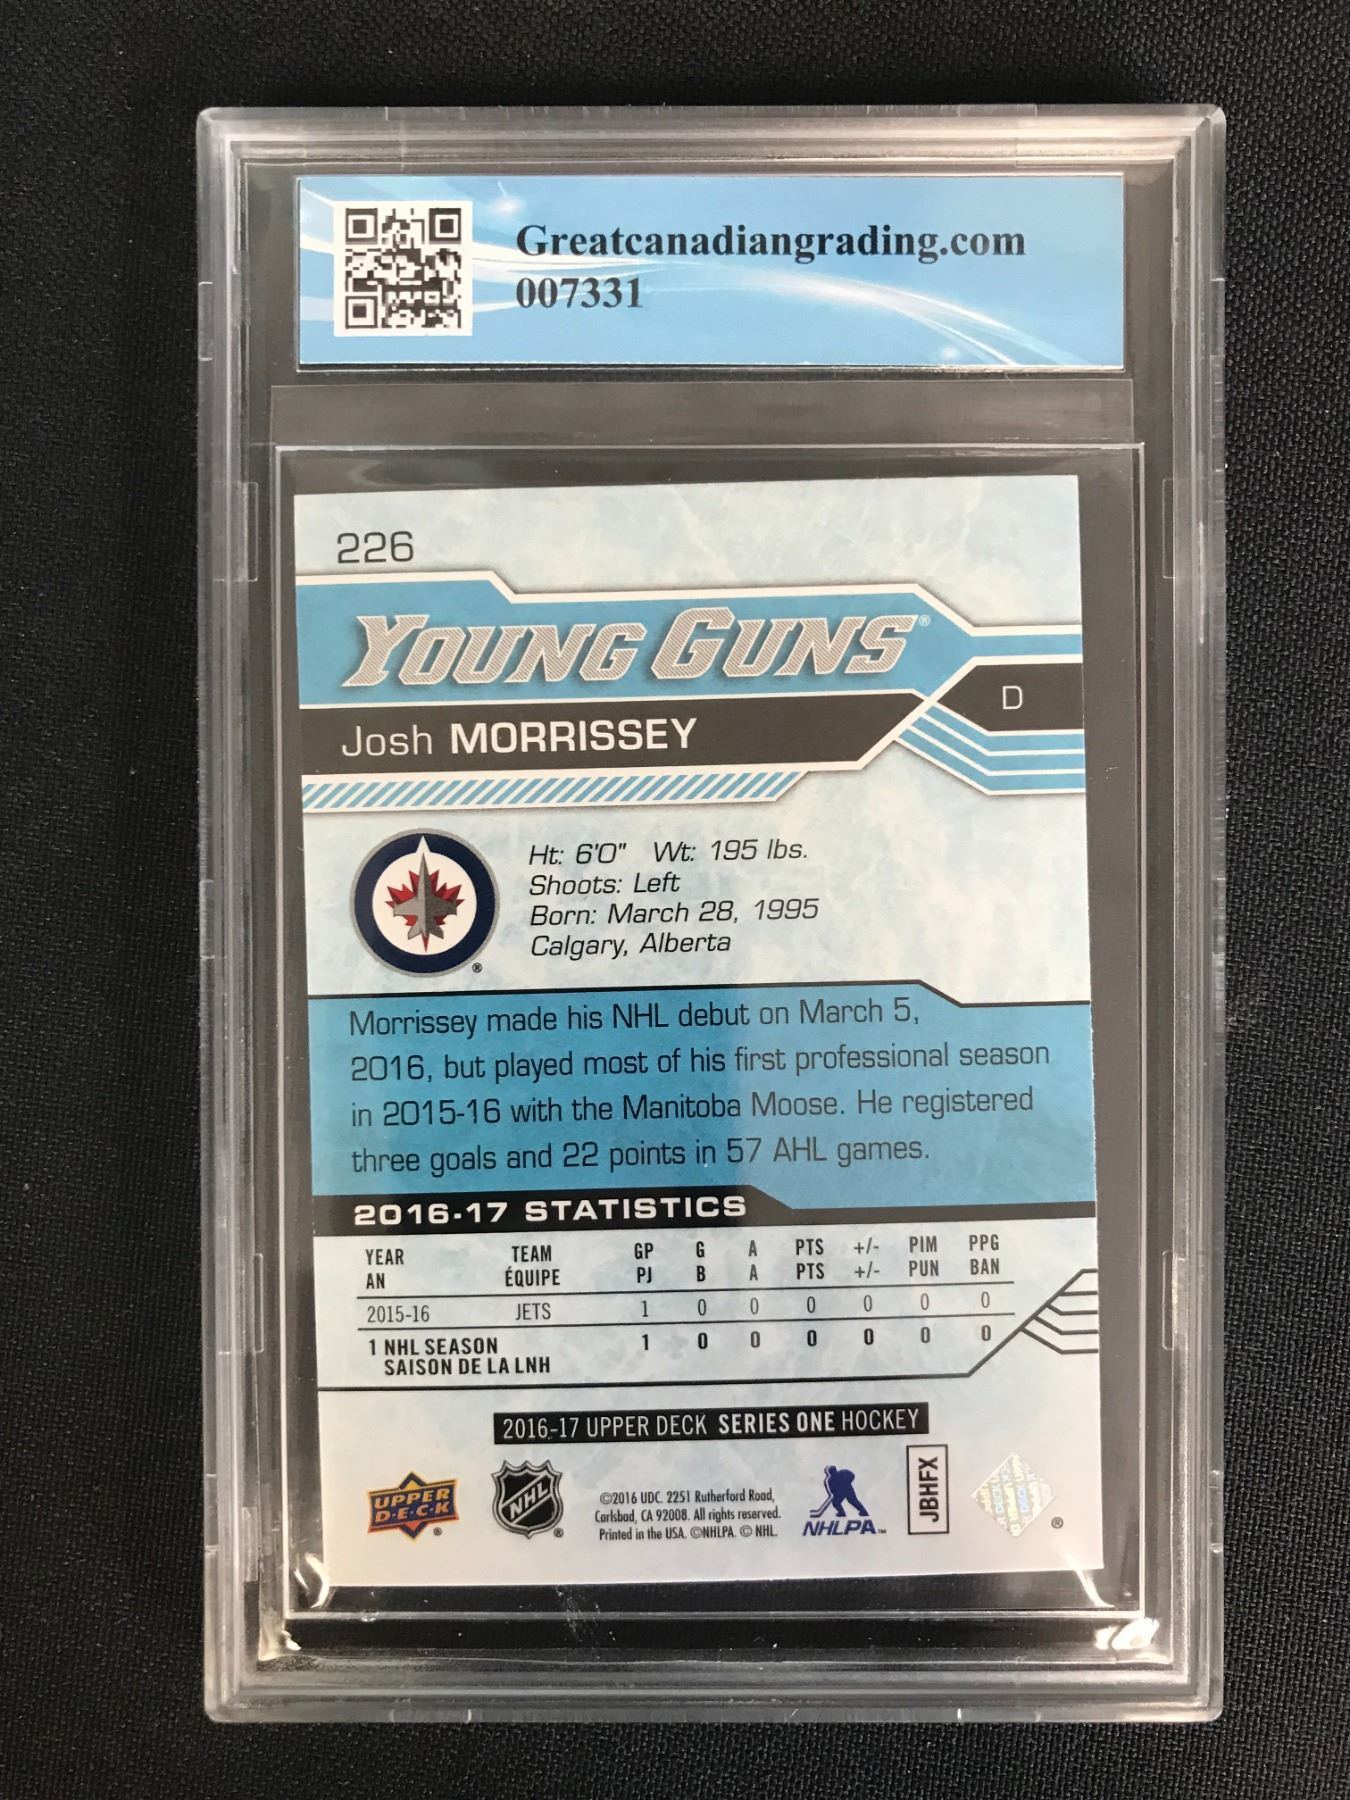 Greatcanadiangrading.com
007331
226
YOUNG GUNS®
D
Josh MORRISSEY
Ht: 6'0" Wt: 195 lbs.
Shoots: Left
Born: March 28, 1995
Calgary, Alberta
®
Morrissey made his NHL debut on March 5,
2016, but played most of his first professional season
in 2015-16 with the Manitoba Moose. He registered
three goals and 22 points in 57 AHL games.
2016-17 STATISTICS
YEAR TEAM GP G A PTS +/- PIM PPG
AN ÉQUIPE PJ B A PTS +/- PUN BAN
2015-16 JETS 1 0 0 0 0 0 0
1 NHL SEASON 1 0 0 0 0 0 0
SAISON DE LA LNH
2016-17 UPPER DECK SERIES ONE HOCKEY
UPPER
D·E·C·K
®
NHL
®
©2016 UDC. 2251 Rutherford Road,
Carlsbad, CA 92008. All rights reserved.
Printed in the USA. ©NHLPA. © NHL.
NHLPA™
JBHFX
®